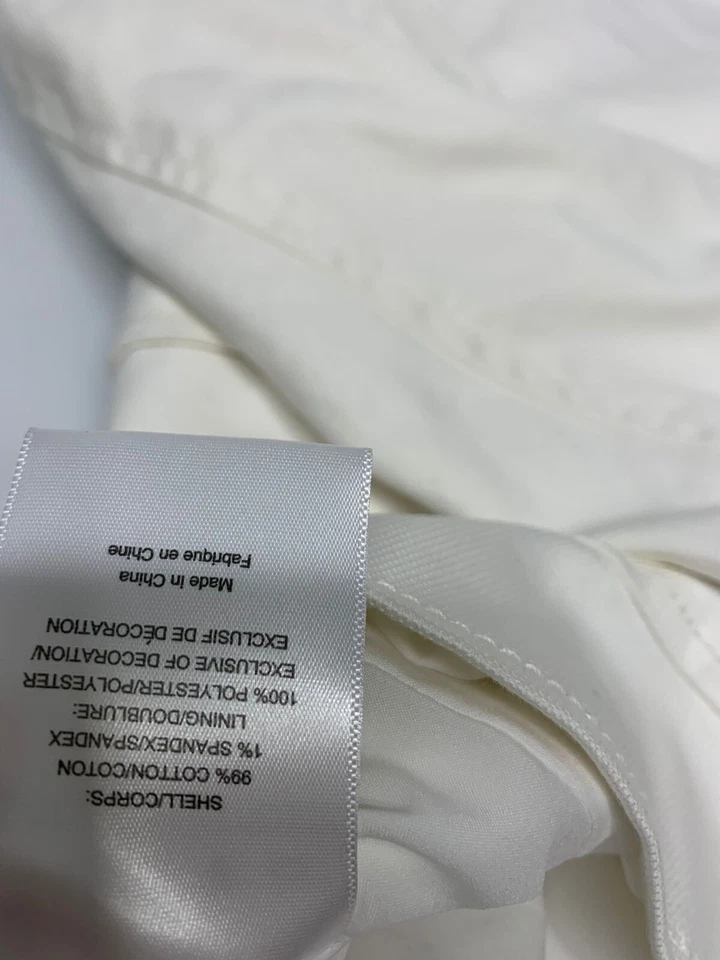 SHELL/CORPS:
99% COTTON/COTON
1% SPANDEX/SPANDEX
LINING/DOUBLURE:
100% POLYESTER/POLYESTER
EXCLUSIVE OF DECORATION/
EXCLUSIF DE DÉCORATION
Made In China
Fabrique en Chine